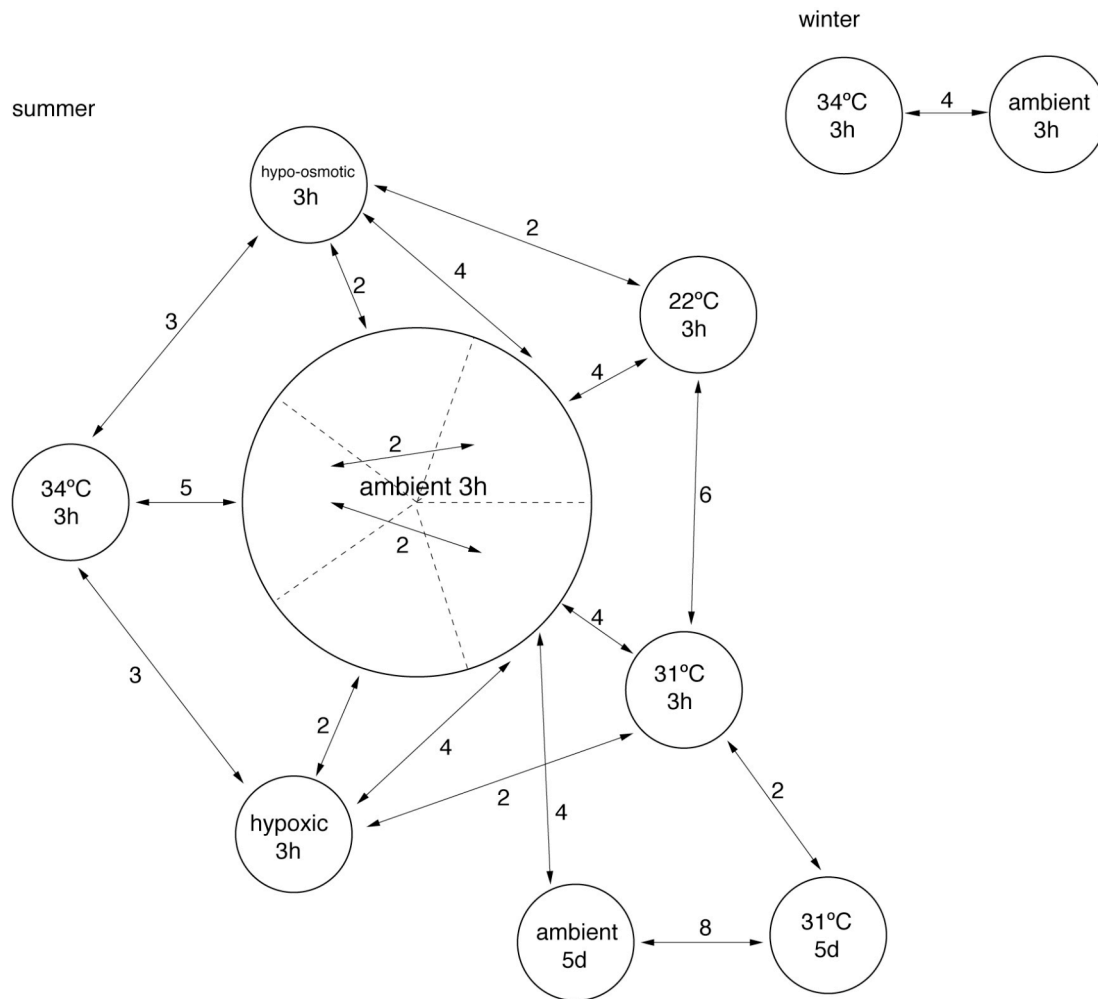 winter
34ºC
3h
4
ambient
3h
summer
hypo-osmotic
3h
2
4
2
3
22ºC
3h
4
2
ambient 3h
2
34ºC
3h
5
6
4
31ºC
3h
3
2
4
2
4
2
hypoxic
3h
ambient
5d
8
31ºC
5d